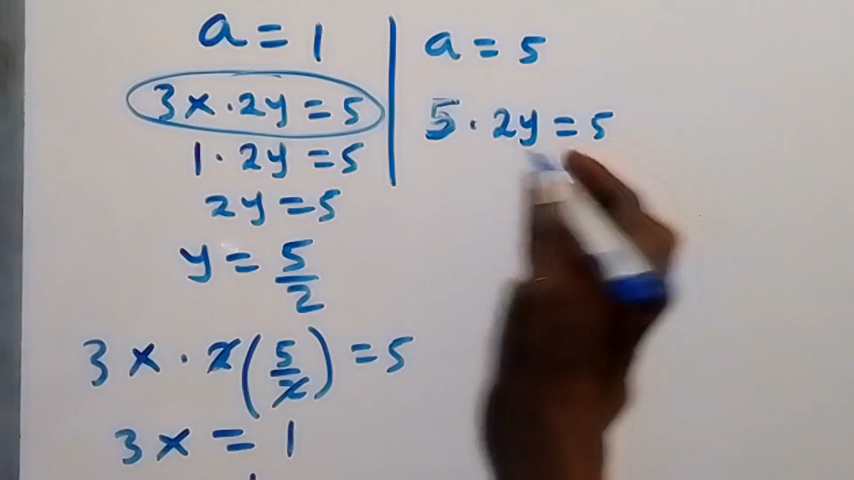 a = 1
3x · 2y = 5
1 · 2y = 5
2y = 5
y = 5/2
3x · 2(5/2) = 5
3x = 1
a = 5
5 · 2y = 5